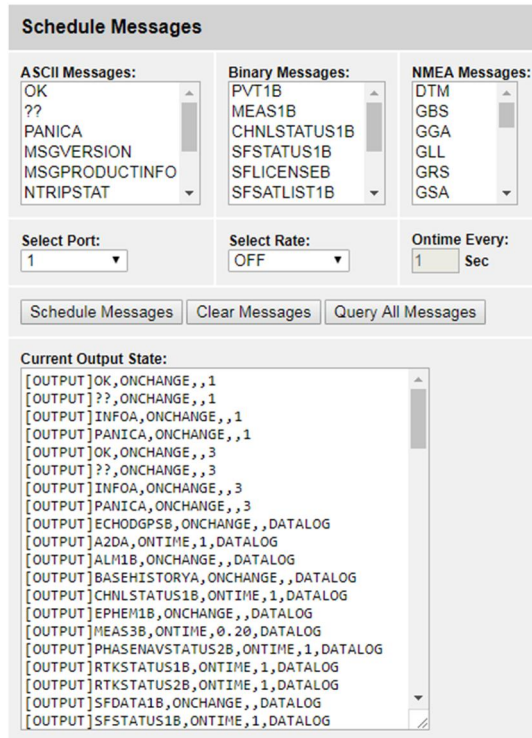 Schedule Messages
ASCII Messages:
OK
??
PANICA
MSGVERSION
MSGPRODUCTINFO
NTRIPSTAT
Binary Messages:
PVT1B
MEAS1B
CHNLSTATUS1B
SFSTATUS1B
SFLICENSEB
SFSATLIST1B
NMEA Messages:
DTM
GBS
GGA
GLL
GRS
GSA
Select Port:
1
Select Rate:
OFF
Ontime Every:
1 Sec
Schedule Messages
Clear Messages
Query All Messages
Current Output State:
[OUTPUT]OK,ONCHANGE,,1
[OUTPUT]??,ONCHANGE,,1
[OUTPUT]INFOA,ONCHANGE,,1
[OUTPUT]PANICA,ONCHANGE,,1
[OUTPUT]OK,ONCHANGE,,3
[OUTPUT]??,ONCHANGE,,3
[OUTPUT]INFOA,ONCHANGE,,3
[OUTPUT]PANICA,ONCHANGE,,3
[OUTPUT]ECHODGPSB,ONCHANGE,,DATALOG
[OUTPUT]A2DA,ONTIME,1,DATALOG
[OUTPUT]ALM1B,ONCHANGE,,DATALOG
[OUTPUT]BASEHISTORYA,ONCHANGE,,DATALOG
[OUTPUT]CHNLSTATUS1B,ONTIME,1,DATALOG
[OUTPUT]EPHEM1B,ONCHANGE,,DATALOG
[OUTPUT]MEAS3B,ONTIME,0.20,DATALOG
[OUTPUT]PHASENAVSTATUS2B,ONTIME,1,DATALOG
[OUTPUT]RTKSTATUS1B,ONTIME,1,DATALOG
[OUTPUT]RTKSTATUS2B,ONTIME,1,DATALOG
[OUTPUT]SFDATA1B,ONCHANGE,,DATALOG
[OUTPUT]SFSTATUS1B,ONTIME,1,DATALOG